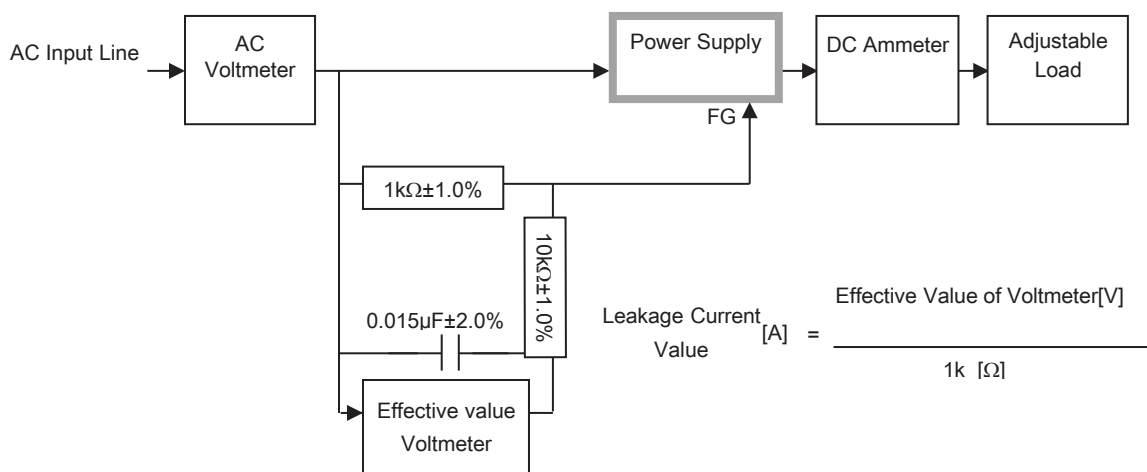 AC Input Line
AC
Voltmeter
Power Supply
DC Ammeter
Adjustable
Load
FG
1kΩ±1.0%
10kΩ±1.0%
0.015µF±2.0%
Effective value
Voltmeter
Leakage Current
Value
[A] =
Effective Value of Voltmeter[V]
1k [Ω]